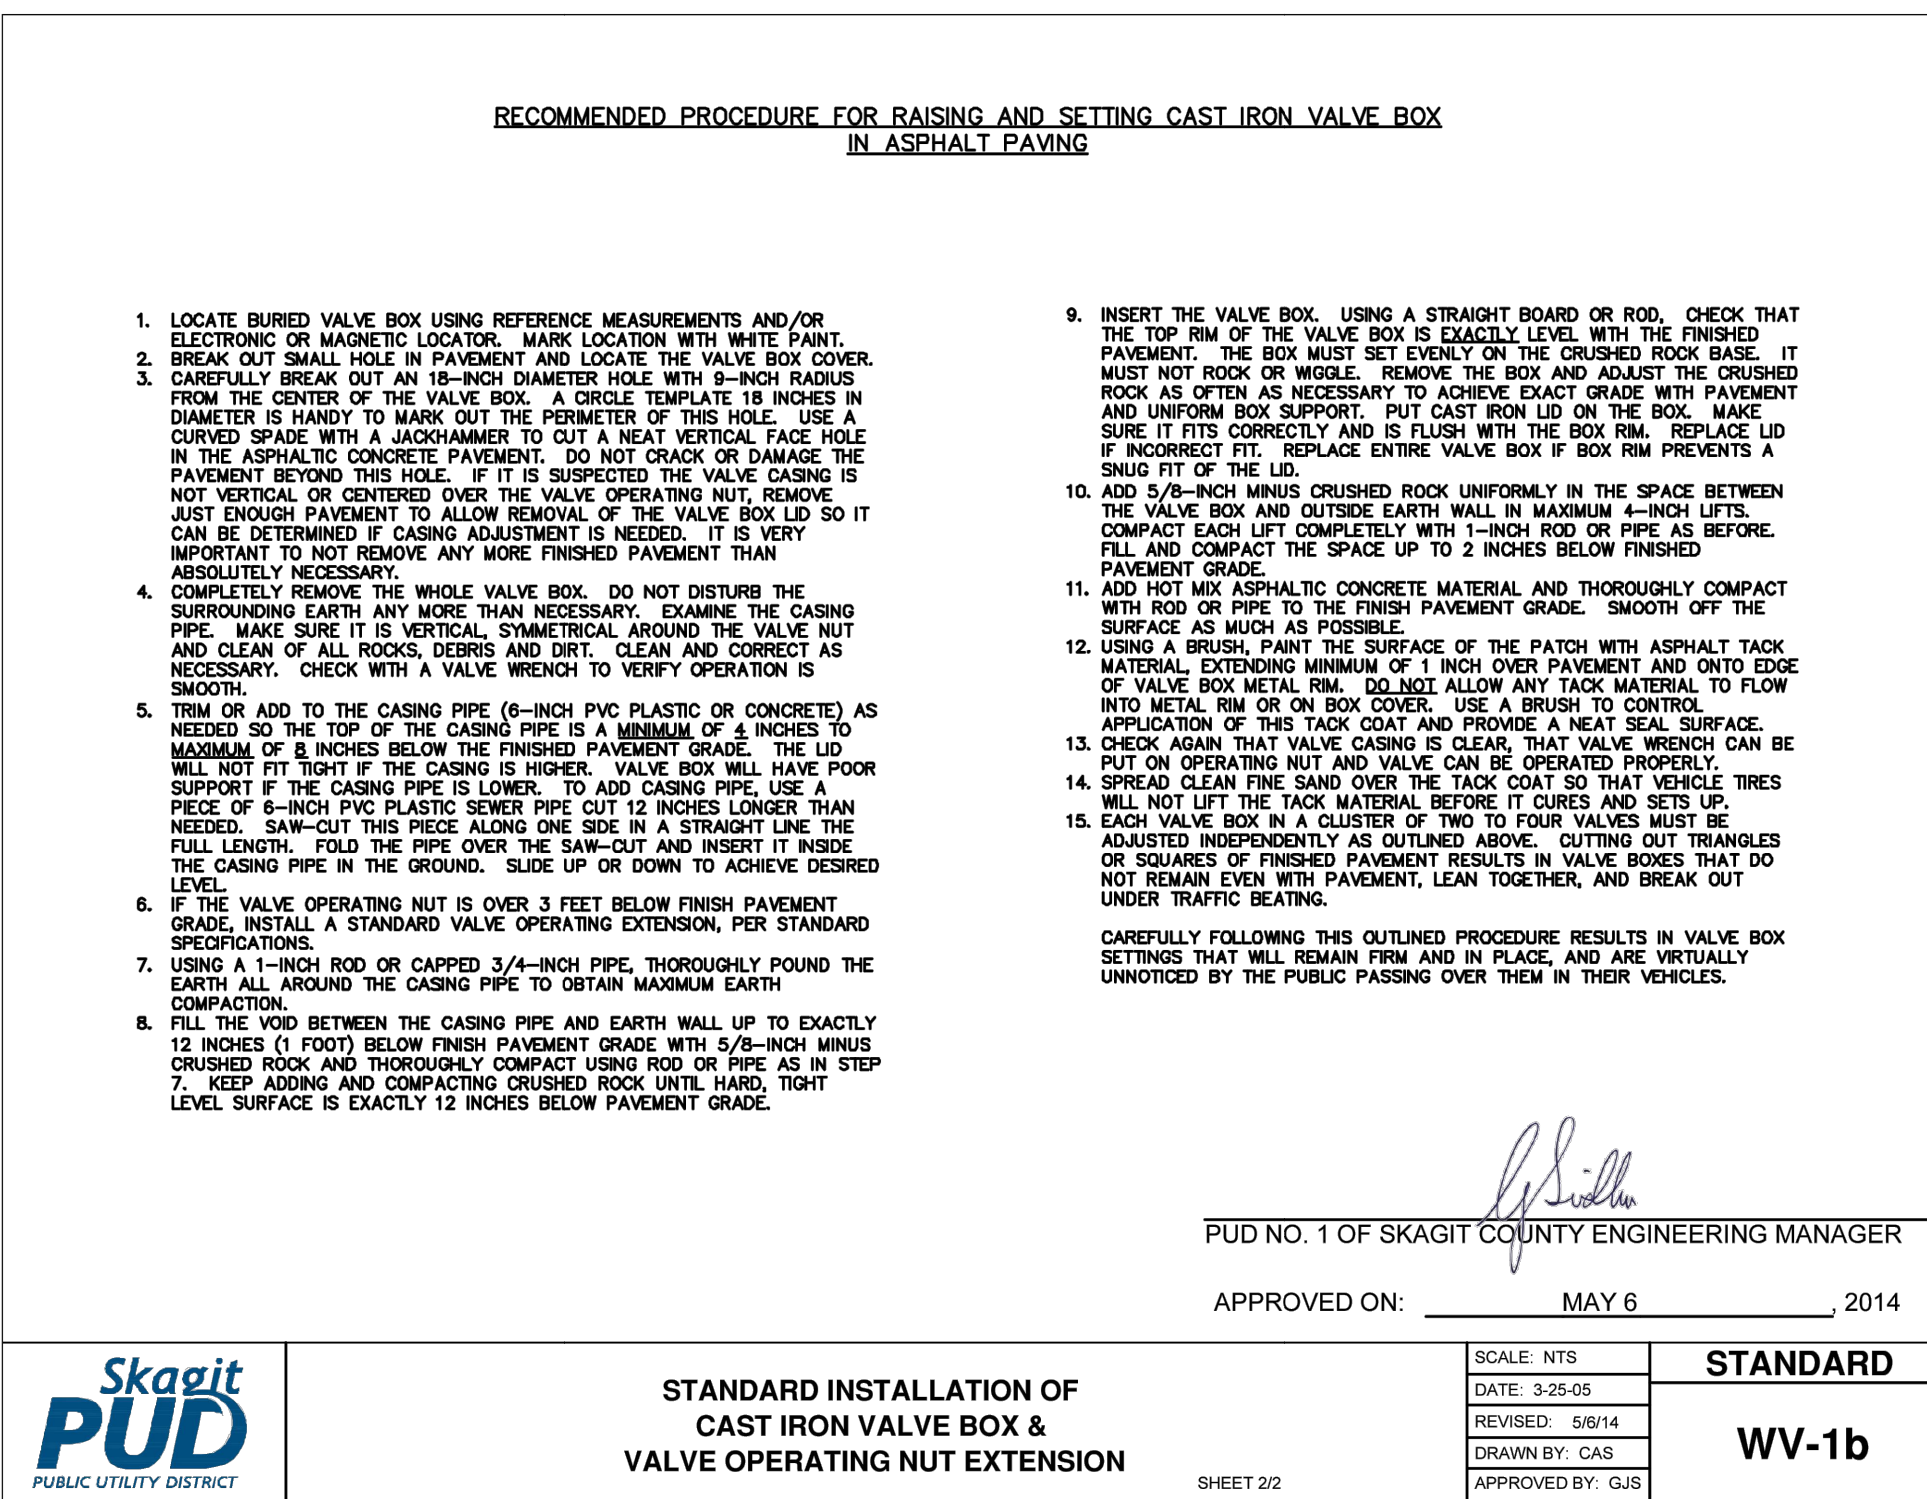 RECOMMENDED PROCEDURE FOR RAISING AND SETTING CAST IRON VALVE BOX
IN ASPHALT PAVING
1. LOCATE BURIED VALVE BOX USING REFERENCE MEASUREMENTS AND/OR
ELECTRONIC OR MAGNETIC LOCATOR. MARK LOCATION WITH WHITE PAINT.
2. BREAK OUT SMALL HOLE IN PAVEMENT AND LOCATE THE VALVE BOX COVER.
3. CAREFULLY BREAK OUT AN 18-INCH DIAMETER HOLE WITH 9-INCH RADIUS
FROM THE CENTER OF THE VALVE BOX. A CIRCLE TEMPLATE 18 INCHES IN
DIAMETER IS HANDY TO MARK OUT THE PERIMETER OF THIS HOLE. USE A
CURVED SPADE WITH A JACKHAMMER TO CUT A NEAT VERTICAL FACE HOLE
IN THE ASPHALTIC CONCRETE PAVEMENT. DO NOT CRACK OR DAMAGE THE
PAVEMENT BEYOND THIS HOLE. IF IT IS SUSPECTED THE VALVE CASING IS
NOT VERTICAL OR CENTERED OVER THE VALVE OPERATING NUT, REMOVE
JUST ENOUGH PAVEMENT TO ALLOW REMOVAL OF THE VALVE BOX LID SO IT
CAN BE DETERMINED IF CASING ADJUSTMENT IS NEEDED. IT IS VERY
IMPORTANT TO NOT REMOVE ANY MORE FINISHED PAVEMENT THAN
ABSOLUTELY NECESSARY.
4. COMPLETELY REMOVE THE WHOLE VALVE BOX. DO NOT DISTURB THE
SURROUNDING EARTH ANY MORE THAN NECESSARY. EXAMINE THE CASING
PIPE. MAKE SURE IT IS VERTICAL, SYMMETRICAL AROUND THE VALVE NUT
AND CLEAN OF ALL ROCKS, DEBRIS AND DIRT. CLEAN AND CORRECT AS
NECESSARY. CHECK WITH A VALVE WRENCH TO VERIFY OPERATION IS
SMOOTH.
5. TRIM OR ADD TO THE CASING PIPE (6-INCH PVC PLASTIC OR CONCRETE) AS
NEEDED SO THE TOP OF THE CASING PIPE IS A MINIMUM OF 4 INCHES TO
MAXIMUM OF 8 INCHES BELOW THE FINISHED PAVEMENT GRADE. THE LID
WILL NOT FIT TIGHT IF THE CASING IS HIGHER. VALVE BOX WILL HAVE POOR
SUPPORT IF THE CASING PIPE IS LOWER. TO ADD CASING PIPE, USE A
PIECE OF 6-INCH PVC PLASTIC SEWER PIPE CUT 12 INCHES LONGER THAN
NEEDED. SAW-CUT THIS PIECE ALONG ONE SIDE IN A STRAIGHT LINE THE
FULL LENGTH. FOLD THE PIPE OVER THE SAW-CUT AND INSERT IT INSIDE
THE CASING PIPE IN THE GROUND. SLIDE UP OR DOWN TO ACHIEVE DESIRED
LEVEL.
6. IF THE VALVE OPERATING NUT IS OVER 3 FEET BELOW FINISH PAVEMENT
GRADE, INSTALL A STANDARD VALVE OPERATING EXTENSION, PER STANDARD
SPECIFICATIONS.
7. USING A 1-INCH ROD OR CAPPED 3/4-INCH PIPE, THOROUGHLY POUND THE
EARTH ALL AROUND THE CASING PIPE TO OBTAIN MAXIMUM EARTH
COMPACTION.
8. FILL THE VOID BETWEEN THE CASING PIPE AND EARTH WALL UP TO EXACTLY
12 INCHES (1 FOOT) BELOW FINISH PAVEMENT GRADE WITH 5/8-INCH MINUS
CRUSHED ROCK AND THOROUGHLY COMPACT USING ROD OR PIPE AS IN STEP
7. KEEP ADDING AND COMPACTING CRUSHED ROCK UNTIL HARD, TIGHT
LEVEL SURFACE IS EXACTLY 12 INCHES BELOW PAVEMENT GRADE.
9. INSERT THE VALVE BOX. USING A STRAIGHT BOARD OR ROD, CHECK THAT
THE TOP RIM OF THE VALVE BOX IS EXACTLY LEVEL WITH THE FINISHED
PAVEMENT. THE BOX MUST SET EVENLY ON THE CRUSHED ROCK BASE. IT
MUST NOT ROCK OR WIGGLE. REMOVE THE BOX AND ADJUST THE CRUSHED
ROCK AS OFTEN AS NECESSARY TO ACHIEVE EXACT GRADE WITH PAVEMENT
AND UNIFORM BOX SUPPORT. PUT CAST IRON LID ON THE BOX. MAKE
SURE IT FITS CORRECTLY AND IS FLUSH WITH THE BOX RIM. REPLACE LID
IF INCORRECT FIT. REPLACE ENTIRE VALVE BOX IF BOX RIM PREVENTS A
SNUG FIT OF THE LID.
10. ADD 5/8-INCH MINUS CRUSHED ROCK UNIFORMLY IN THE SPACE BETWEEN
THE VALVE BOX AND OUTSIDE EARTH WALL IN MAXIMUM 4-INCH LIFTS.
COMPACT EACH LIFT COMPLETELY WITH 1-INCH ROD OR PIPE AS BEFORE.
FILL AND COMPACT THE SPACE UP TO 2 INCHES BELOW FINISHED
PAVEMENT GRADE.
11. ADD HOT MIX ASPHALTIC CONCRETE MATERIAL AND THOROUGHLY COMPACT
WITH ROD OR PIPE TO THE FINISH PAVEMENT GRADE. SMOOTH OFF THE
SURFACE AS MUCH AS POSSIBLE.
12. USING A BRUSH, PAINT THE SURFACE OF THE PATCH WITH ASPHALT TACK
MATERIAL, EXTENDING MINIMUM OF 1 INCH OVER PAVEMENT AND ONTO EDGE
OF VALVE BOX METAL RIM. DO NOT ALLOW ANY TACK MATERIAL TO FLOW
INTO METAL RIM OR ON BOX COVER. USE A BRUSH TO CONTROL
APPLICATION OF THIS TACK COAT AND PROVIDE A NEAT SEAL SURFACE.
13. CHECK AGAIN THAT VALVE CASING IS CLEAR, THAT VALVE WRENCH CAN BE
PUT ON OPERATING NUT AND VALVE CAN BE OPERATED PROPERLY.
14. SPREAD CLEAN FINE SAND OVER THE TACK COAT SO THAT VEHICLE TIRES
WILL NOT LIFT THE TACK MATERIAL BEFORE IT CURES AND SETS UP.
15. EACH VALVE BOX IN A CLUSTER OF TWO TO FOUR VALVES MUST BE
ADJUSTED INDEPENDENTLY AS OUTLINED ABOVE. CUTTING OUT TRIANGLES
OR SQUARES OF FINISHED PAVEMENT RESULTS IN VALVE BOXES THAT DO
NOT REMAIN EVEN WITH PAVEMENT, LEAN TOGETHER, AND BREAK OUT
UNDER TRAFFIC BEATING.
CAREFULLY FOLLOWING THIS OUTLINED PROCEDURE RESULTS IN VALVE BOX
SETTINGS THAT WILL REMAIN FIRM AND IN PLACE, AND ARE VIRTUALLY
UNNOTICED BY THE PUBLIC PASSING OVER THEM IN THEIR VEHICLES.
G Sidhu
PUD NO. 1 OF SKAGIT COUNTY ENGINEERING MANAGER
APPROVED ON: MAY 6, 2014
Skagit
PUD
PUBLIC UTILITY DISTRICT
STANDARD INSTALLATION OF
CAST IRON VALVE BOX &
VALVE OPERATING NUT EXTENSION
SHEET 2/2
SCALE: NTS
DATE: 3-25-05
REVISED: 5/6/14
DRAWN BY: CAS
APPROVED BY: GJS
STANDARD
WV-1b